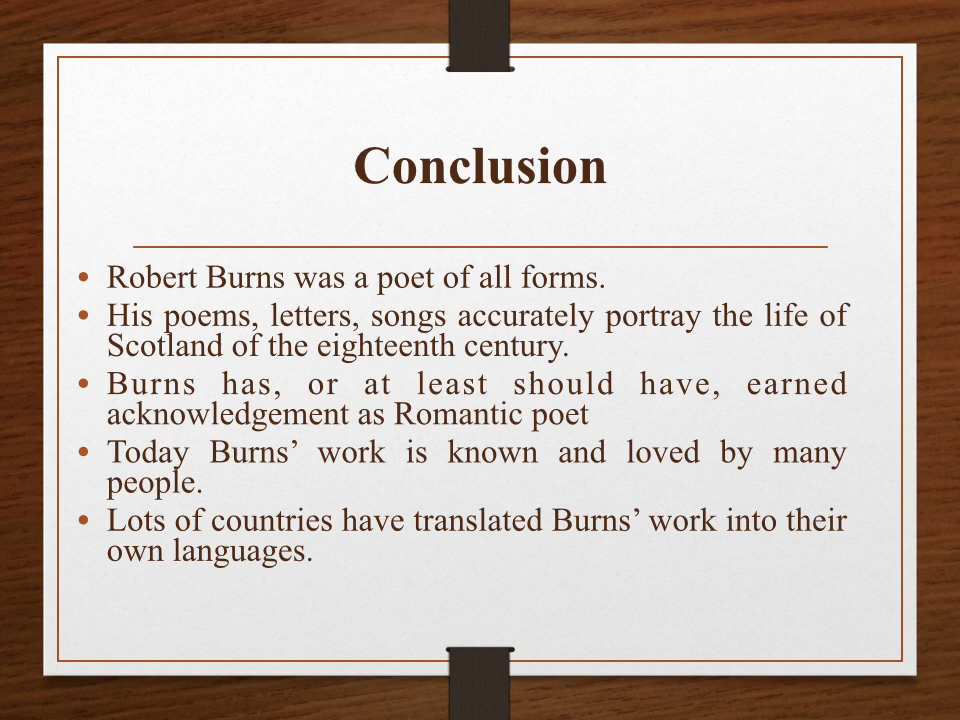 Conclusion
• Robert Burns was a poet of all forms.
• His poems, letters, songs accurately portray the life of
Scotland of the eighteenth century.
• Burns has, or at least should have, earned
acknowledgement as Romantic poet
• Today Burns’ work is known and loved by many
people.
• Lots of countries have translated Burns’ work into their
own languages.